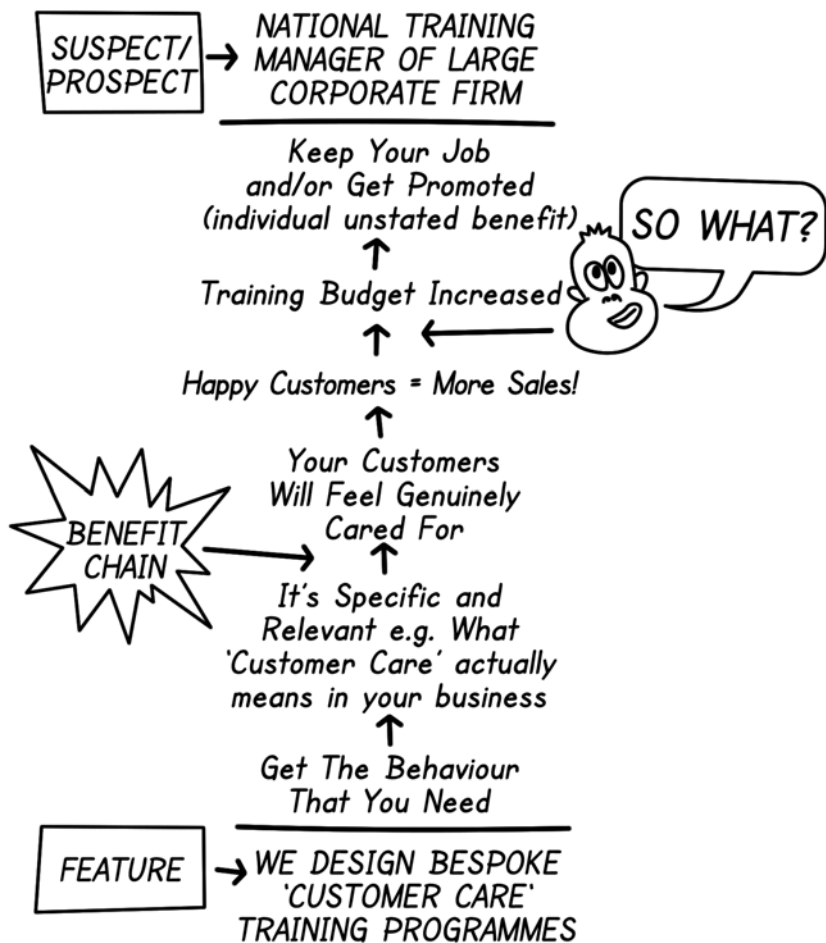 SUSPECT/
PROSPECT
NATIONAL TRAINING
MANAGER OF LARGE
CORPORATE FIRM
Keep Your Job
and/or Get Promoted
(individual unstated benefit)
SO WHAT?
Training Budget Increased
Happy Customers = More Sales!
Your Customers
Will Feel Genuinely
Cared For
BENEFIT
CHAIN
It's Specific and
Relevant e.g. What
'Customer Care' actually
means in your business
Get The Behaviour
That You Need
FEATURE
WE DESIGN BESPOKE
'CUSTOMER CARE'
TRAINING PROGRAMMES